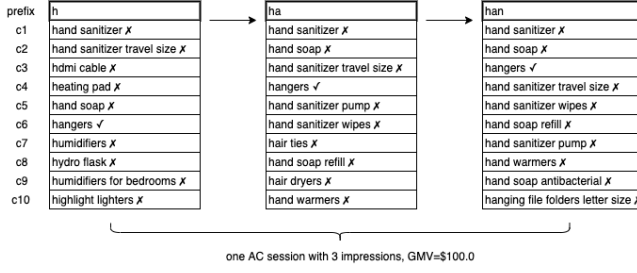 prefix h ha han
c1 hand sanitizer ✗ hand sanitizer ✗ hand sanitizer ✗
c2 hand sanitizer travel size ✗ hand soap ✗ hand soap ✗
c3 hdmi cable ✗ hand sanitizer travel size ✗ hangers ✓
c4 heating pad ✗ hangers ✓ hand sanitizer travel size ✗
c5 hand soap ✗ hand sanitizer pump ✗ hand sanitizer wipes ✗
c6 hangers ✓ hand sanitizer wipes ✗ hand soap refill ✗
c7 humidifiers ✗ hair ties ✗ hand sanitizer pump ✗
c8 hydro flask ✗ hand soap refill ✗ hand warmers ✗
c9 humidifiers for bedrooms ✗ hair dryers ✗ hand soap antibacterial ✗
c10 highlight lighters ✗ hand warmers ✗ hanging file folders letter size ✗
one AC session with 3 impressions, GMV=$100.0